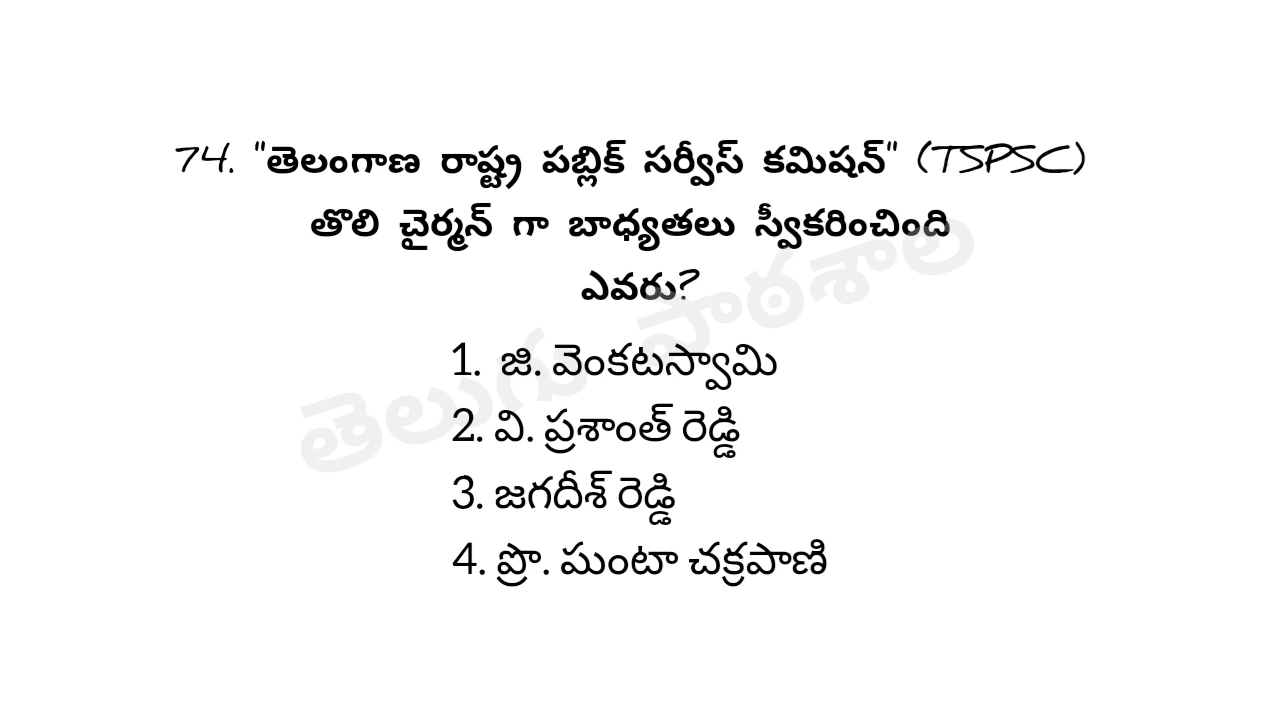 74. "తెలంగాణ రాష్ట్ర పబ్లిక్ సర్వీస్ కమిషన్" (TSPSC)
తొలి చైర్మన్ గా బాధ్యతలు స్వీకరించింది
ఎవరు?
1. జి. వెంకటస్వామి
2. వి. ప్రశాంత్ రెడ్డి
3. జగదీశ్ రెడ్డి
4. ప్రొ. ఘంటా చక్రపాణి
తెలుగు పాఠశాల